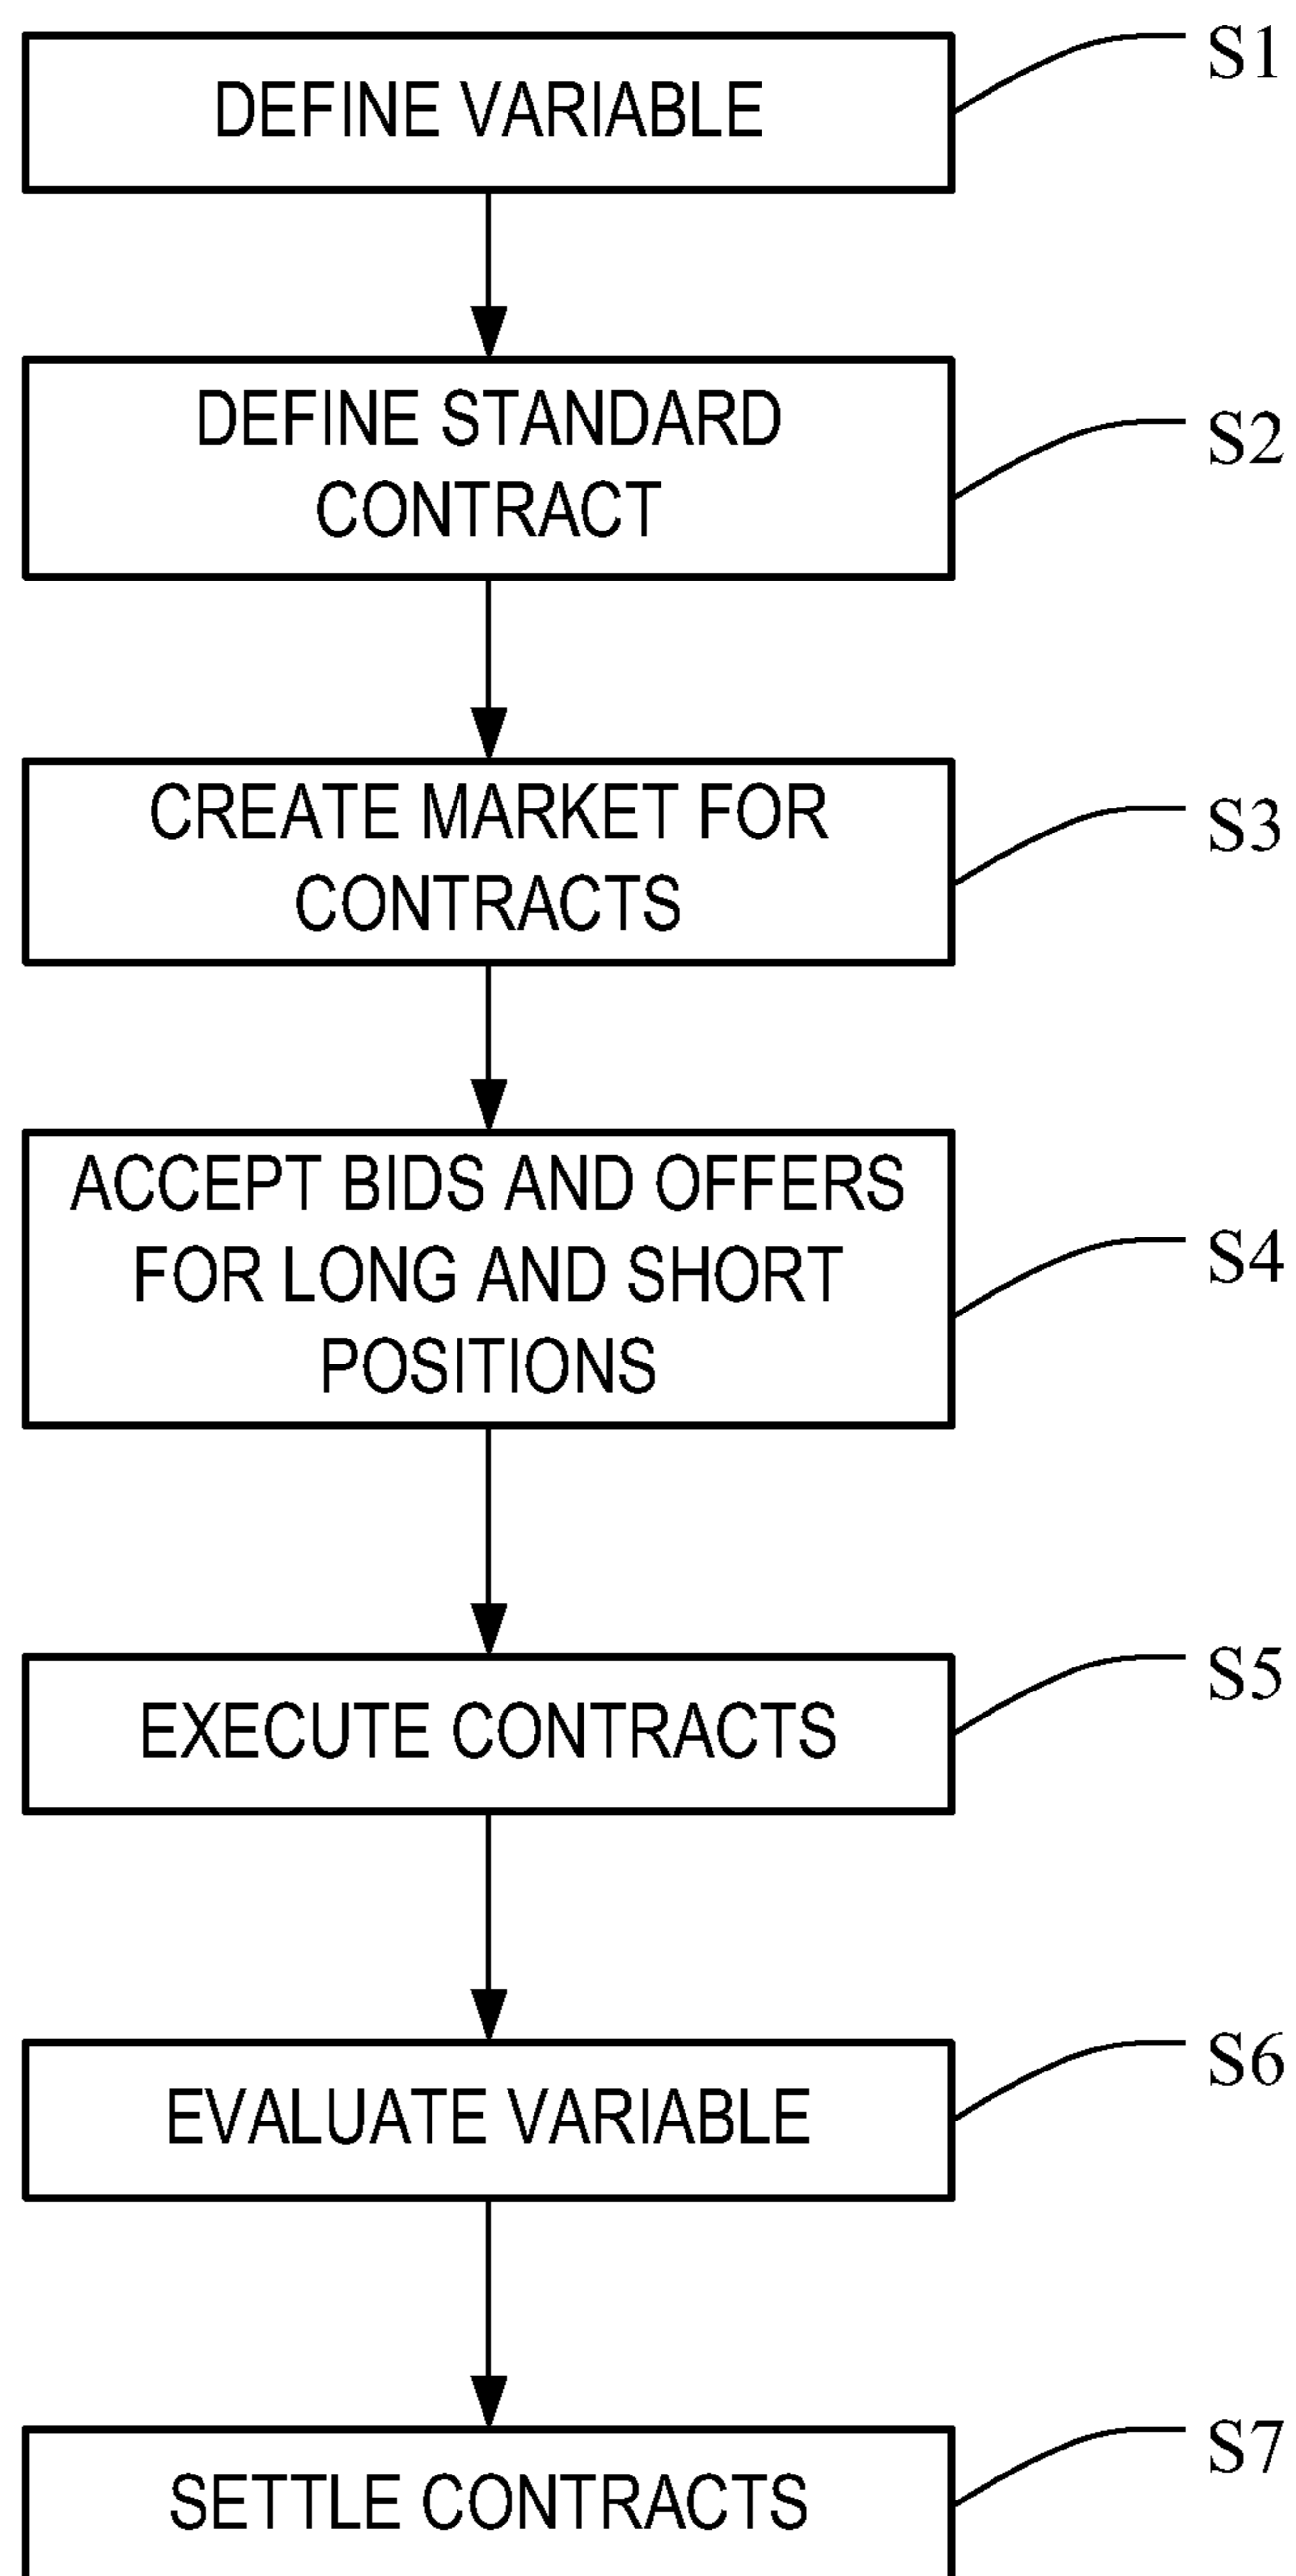 DEFINE VARIABLE
S1
DEFINE STANDARD
CONTRACT
S2
CREATE MARKET FOR
CONTRACTS
S3
ACCEPT BIDS AND OFFERS
FOR LONG AND SHORT
POSITIONS
S4
EXECUTE CONTRACTS
S5
EVALUATE VARIABLE
S6
SETTLE CONTRACTS
S7